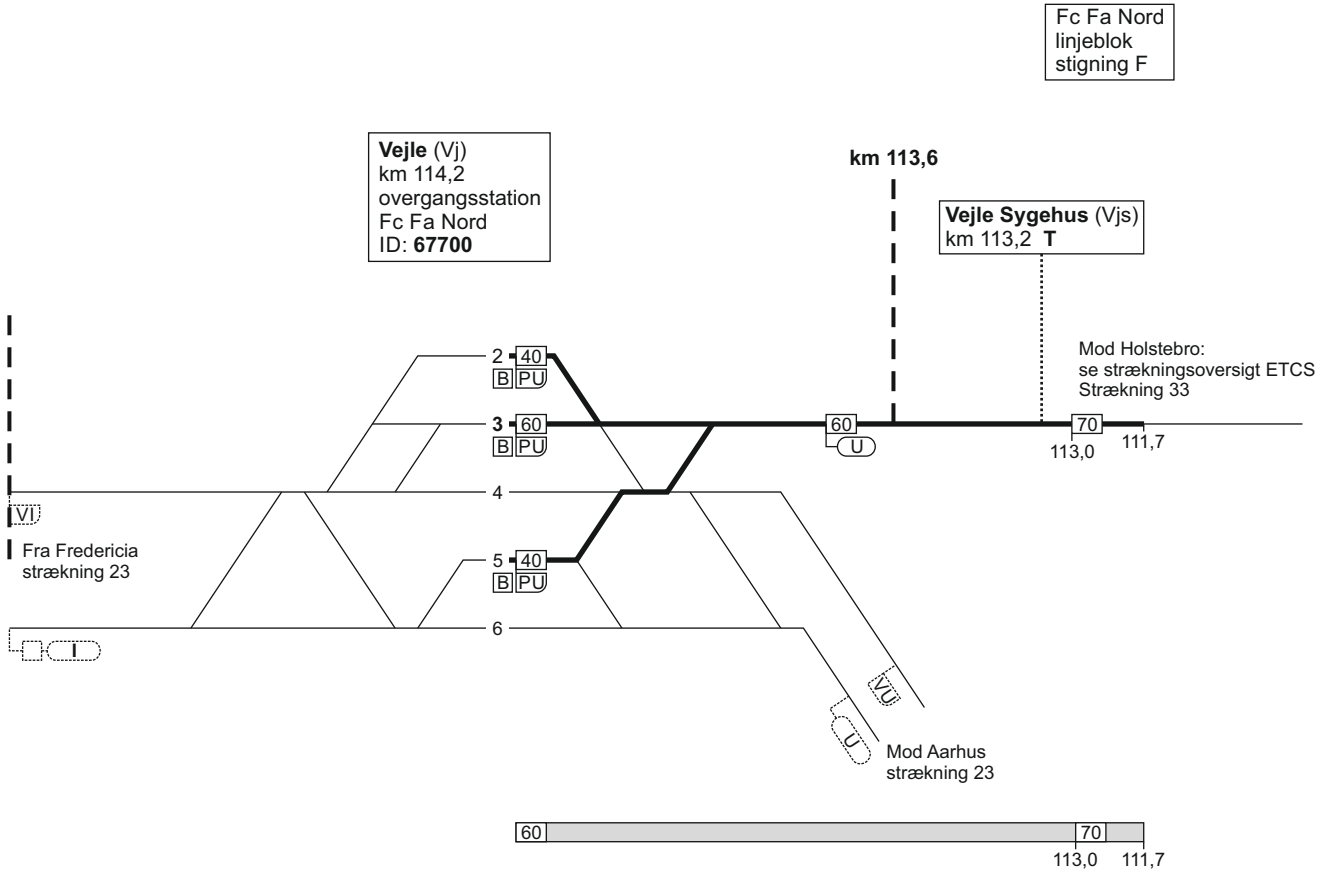 Fc Fa Nord
linjeblok
stigning F
Vejle (Vj)
km 114,2
overgangsstation
Fc Fa Nord
ID: 67700
km 113,6
Vejle Sygehus (Vjs)
km 113,2 T
Mod Holstebro:
se strækningsoversigt ETCS
Strækning 33
2 40
B PU
3 60
B PU
60
U
70
113,0
111,7
4
VI
Fra Fredericia
strækning 23
5 40
B PU
6
I
VU
U
Mod Aarhus
strækning 23
60
70
113,0
111,7